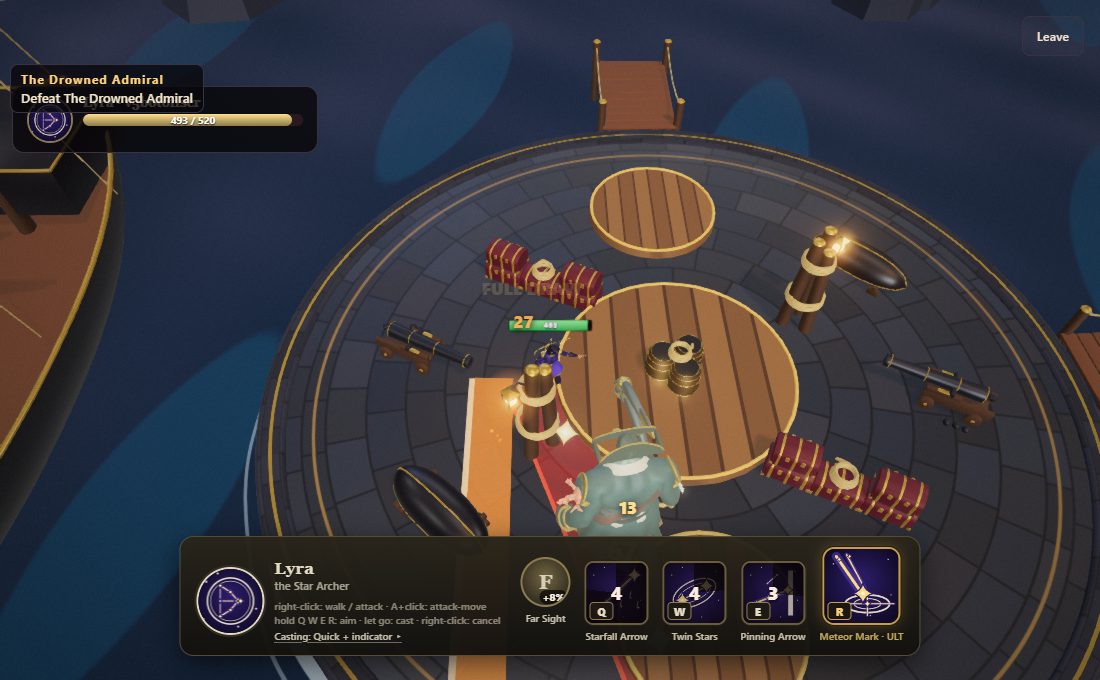 Leave
The Drowned Admiral
Defeat The Drowned Admiral
493 / 520
27
493
13
Lyra
the Star Archer
right-click: walk / attack · A+click: attack-move
hold Q W E R: aim · let go: cast · right-click: cancel
Casting: Quick + indicator ▸
F
+8%
Far Sight
4
Q
Starfall Arrow
4
W
Twin Stars
3
E
Pinning Arrow
R
Meteor Mark · ULT